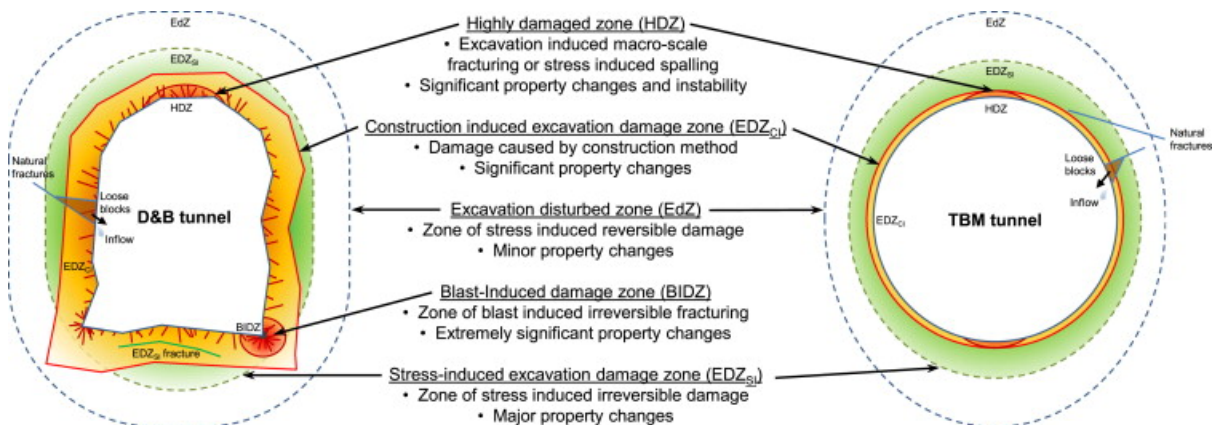 EdZ
EDZSI
HDZ
Natural
fractures
Loose
blocks
D&B tunnel
Inflow
EDZCI
BIDZ
EDZSI fracture
Highly damaged zone (HDZ)
• Excavation induced macro-scale
fracturing or stress induced spalling
• Significant property changes and instability
Construction induced excavation damage zone (EDZCI)
• Damage caused by construction method
• Significant property changes
Excavation disturbed zone (EdZ)
• Zone of stress induced reversible damage
• Minor property changes
Blast-Induced damage zone (BIDZ)
• Zone of blast induced irreversible fracturing
• Extremely significant property changes
Stress-induced excavation damage zone (EDZSI)
• Zone of stress induced irreversible damage
• Major property changes
EdZ
EDZSI
HDZ
Natural
fractures
Loose
blocks
Inflow
EDZCI
TBM tunnel